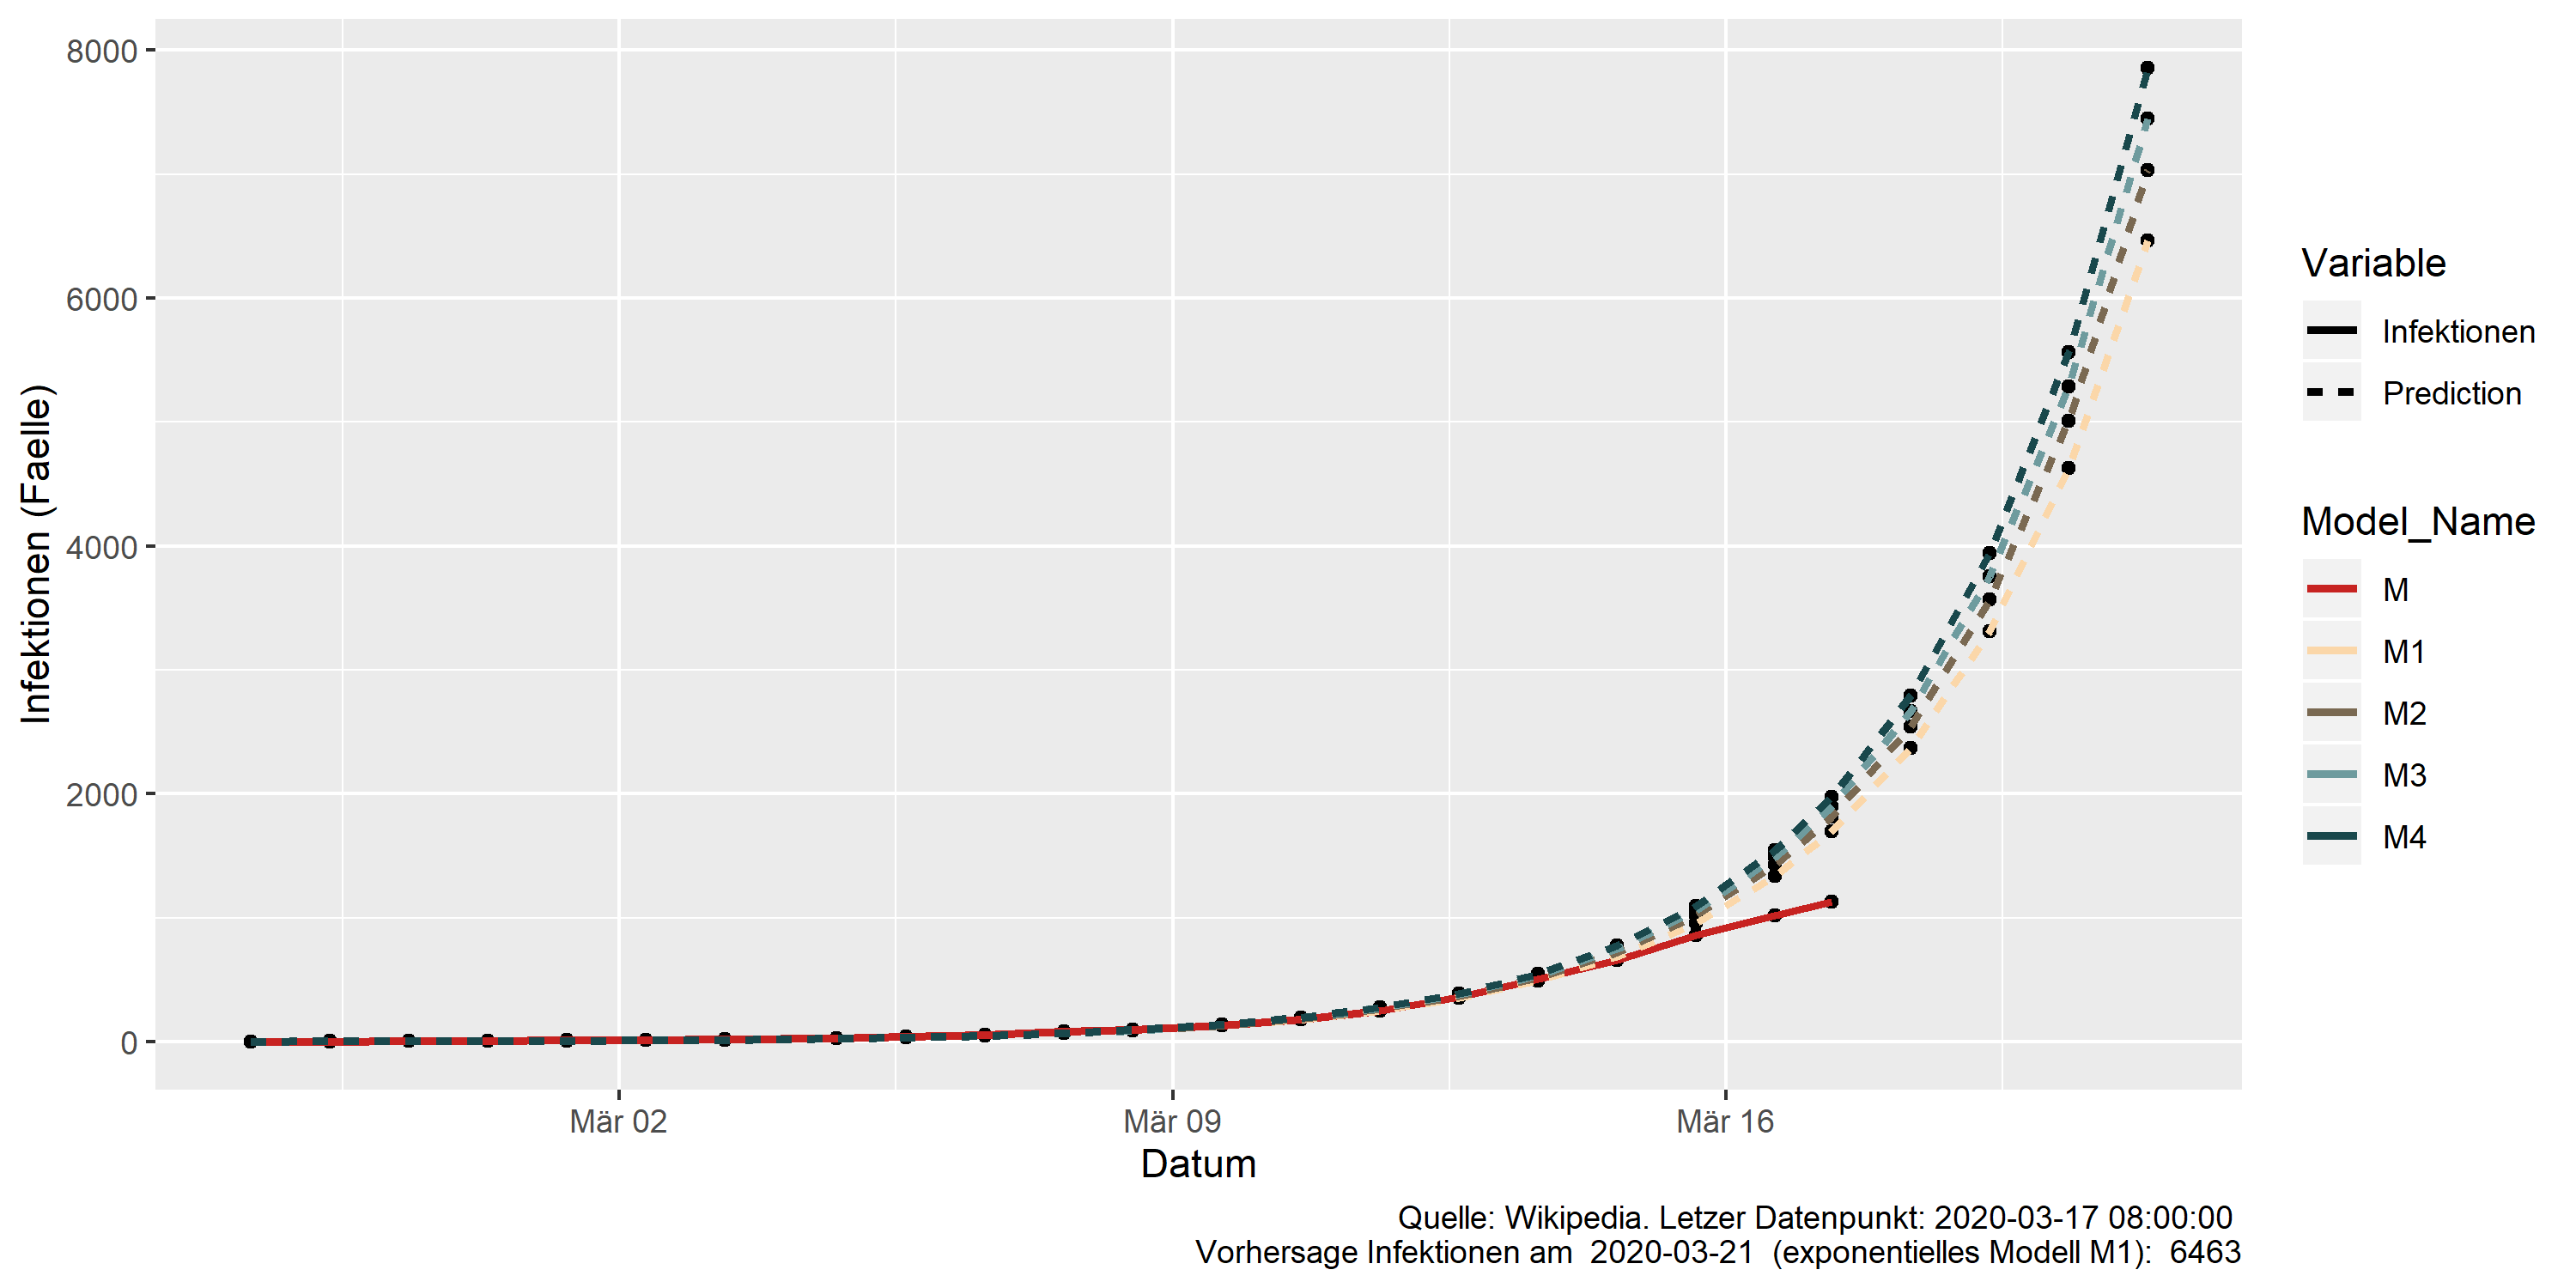 8000
6000
4000
2000
0
Infektionen (Faelle)
Mär 02
Mär 09
Mär 16
Datum
Variable
Infektionen
Prediction
Model_Name
M
M1
M2
M3
M4
Quelle: Wikipedia. Letzer Datenpunkt: 2020-03-17 08:00:00
Vorhersage Infektionen am 2020-03-21 (exponentielles Modell M1): 6463